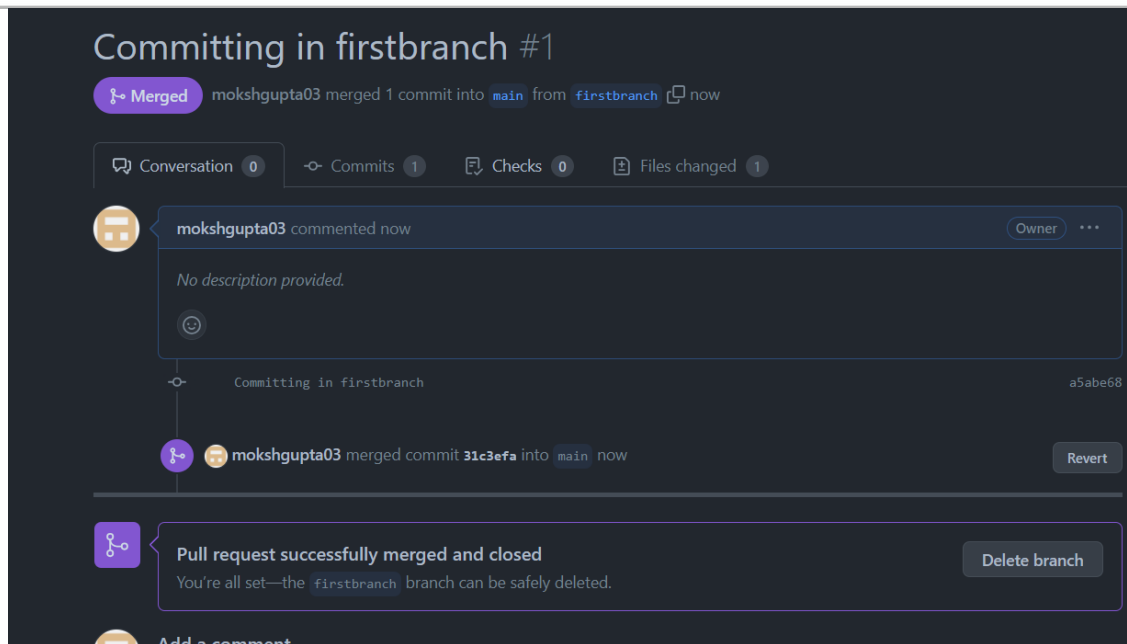 Committing in firstbranch #1
Merged mokshgupta03 merged 1 commit into main from firstbranch now
Conversation 0 Commits 1 Checks 0 Files changed 1
mokshgupta03 commented now Owner ...
No description provided.
Committing in firstbranch a5abe68
mokshgupta03 merged commit 31c3efa into main now Revert
Pull request successfully merged and closed
You're all set—the firstbranch branch can be safely deleted.
Delete branch
Add a comment